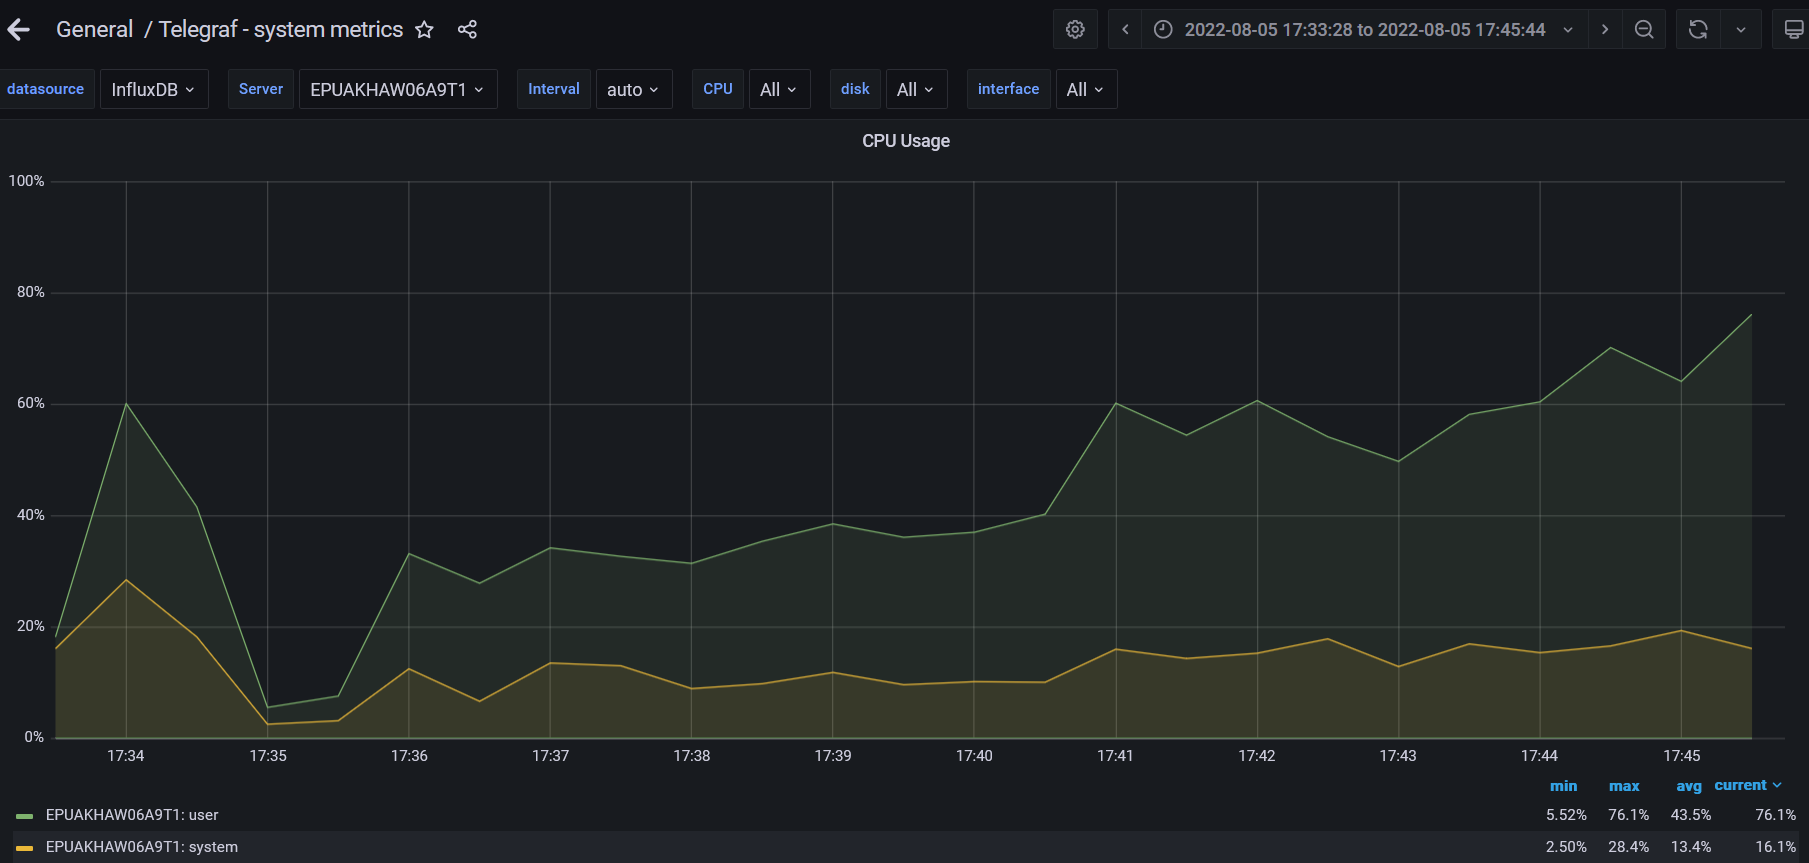 General / Telegraf - system metrics 2022-08-05 17:33:28 to 2022-08-05 17:45:44
datasource InfluxDB Server EPUAKHAW06A9T1 Interval auto CPU All disk All interface All
CPU Usage
100%
80%
60%
40%
20%
0%
17:34 17:35 17:36 17:37 17:38 17:39 17:40 17:41 17:42 17:43 17:44 17:45
min max avg current
EPUAKHAW06A9T1: user 5.52% 76.1% 43.5% 76.1%
EPUAKHAW06A9T1: system 2.50% 28.4% 13.4% 16.1%